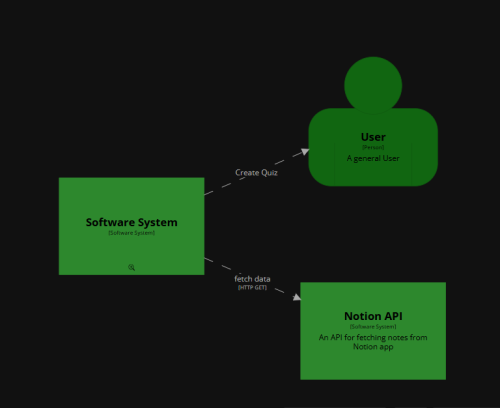 User
[Person]
A general User
Create Quiz
Software System
[Software System]
fetch data
[HTTP GET]
Notion API
[Software System]
An API for fetching notes from
Notion app